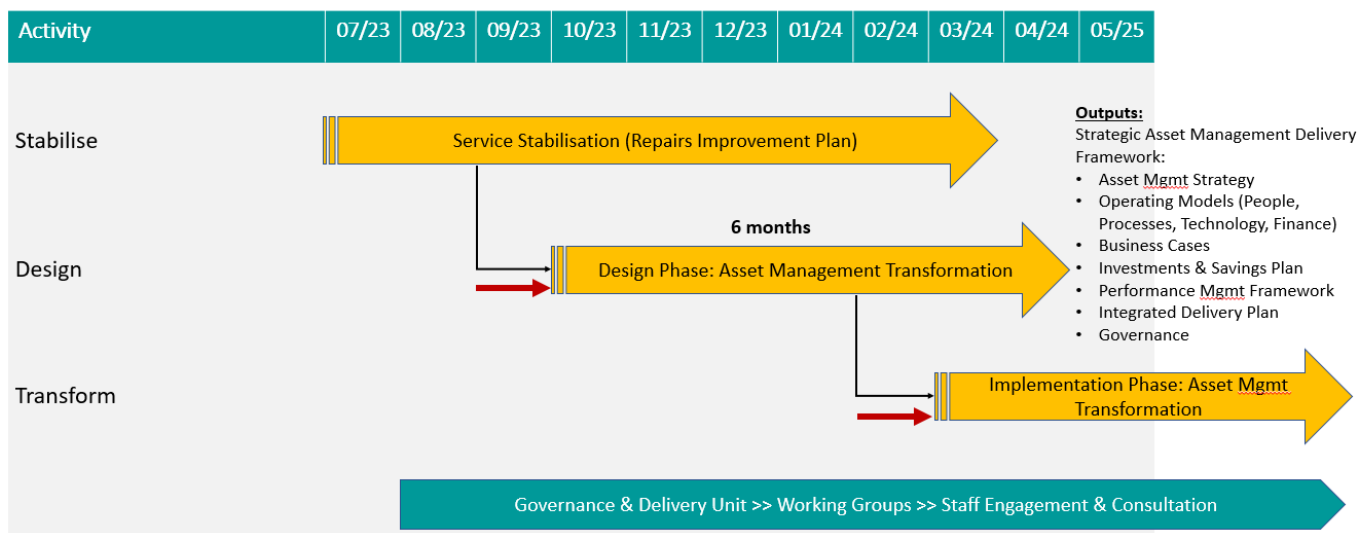 Activity
07/23
08/23
09/23
10/23
11/23
12/23
01/24
02/24
03/24
04/24
05/25
Stabilise
Service Stabilisation (Repairs Improvement Plan)
Outputs:
Strategic Asset Management Delivery
Framework:
• Asset Mgmt Strategy
• Operating Models (People,
Processes, Technology, Finance)
• Business Cases
• Investments & Savings Plan
• Performance Mgmt Framework
• Integrated Delivery Plan
• Governance
6 months
Design
Design Phase: Asset Management Transformation
Transform
Implementation Phase: Asset Mgmt
Transformation
Governance & Delivery Unit >> Working Groups >> Staff Engagement & Consultation